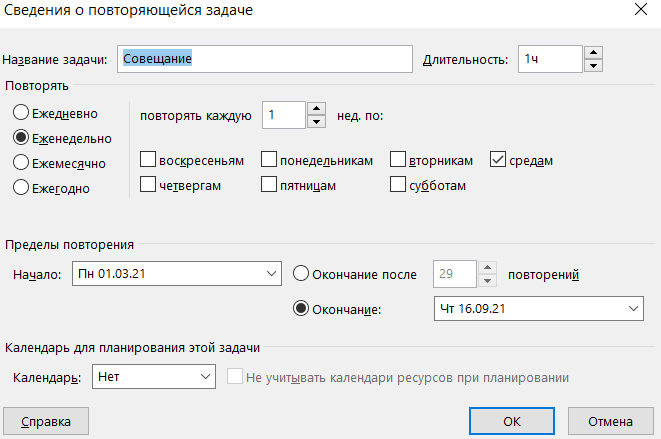 Сведения о повторяющейся задаче
Название задачи: Совещание Длительность: 1ч
Повторять
Ежедневно повторять каждую 1 нед. по:
Еженедельно
Ежемесячно воскресеньям понедельникам вторникам средам
Ежегодно четвергам пятницам субботам
Пределы повторения
Начало: Пн 01.03.21 Окончание после 29 повторений
Окончание: Чт 16.09.21
Календарь для планирования этой задачи
Календарь: Нет Не учитывать календари ресурсов при планировании
Справка ОК Отмена